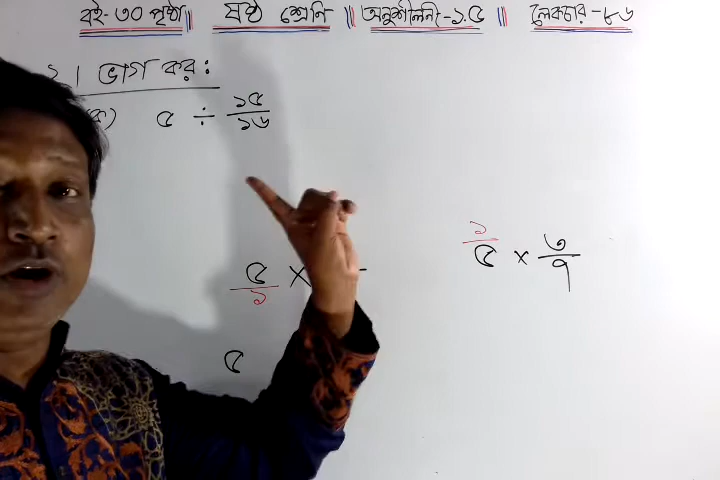 বই-৩০ পৃষ্ঠা || ষষ্ঠ শ্রেনি || অনুশীলনী-১.৫ || লেকচার-৮৬
২। ভাগ কর:
(ক) ৫ ÷ ১৫/১৬
৫/১ ×
১/৫ × ৩/৭
৫